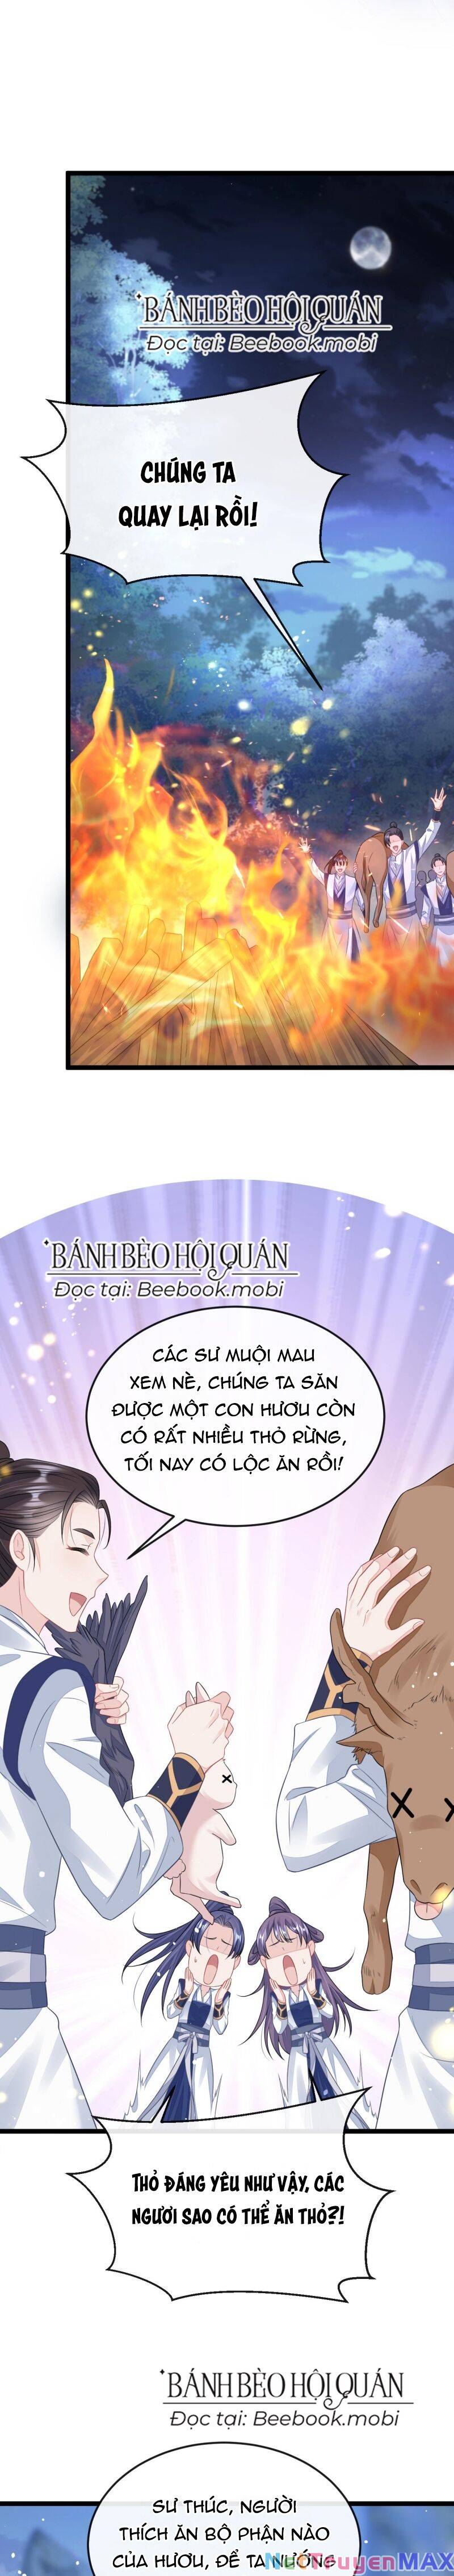 BÁNH BÈO HỘI QUÁN
Đọc tại: Beebook.mobi
CHÚNG TA
QUAY LẠI RỒI!
BÁNH BÈO HỘI QUÁN
Đọc tại: Beebook.mobi
CÁC SƯ MUỘI MAU
XEM NÈ, CHÚNG TA SĂN
ĐƯỢC MỘT CON HƯƠU CÒN
CÓ RẤT NHIỀU THỎ RỪNG,
TỐI NAY CÓ LỘC ĂN RỒI!
THỎ ĐÁNG YÊU NHƯ VẬY, CÁC
NGƯỜI SAO CÓ THỂ ĂN THỎ?!
BÁNH BÈO HỘI QUÁN
Đọc tại: Beebook.mobi
SƯ THÚC, NGƯỜI
THÍCH ĂN BỘ PHẬN NÀO
CỦA HƯƠU, ĐỂ TA NƯỚNG
NETTRUYENMAX